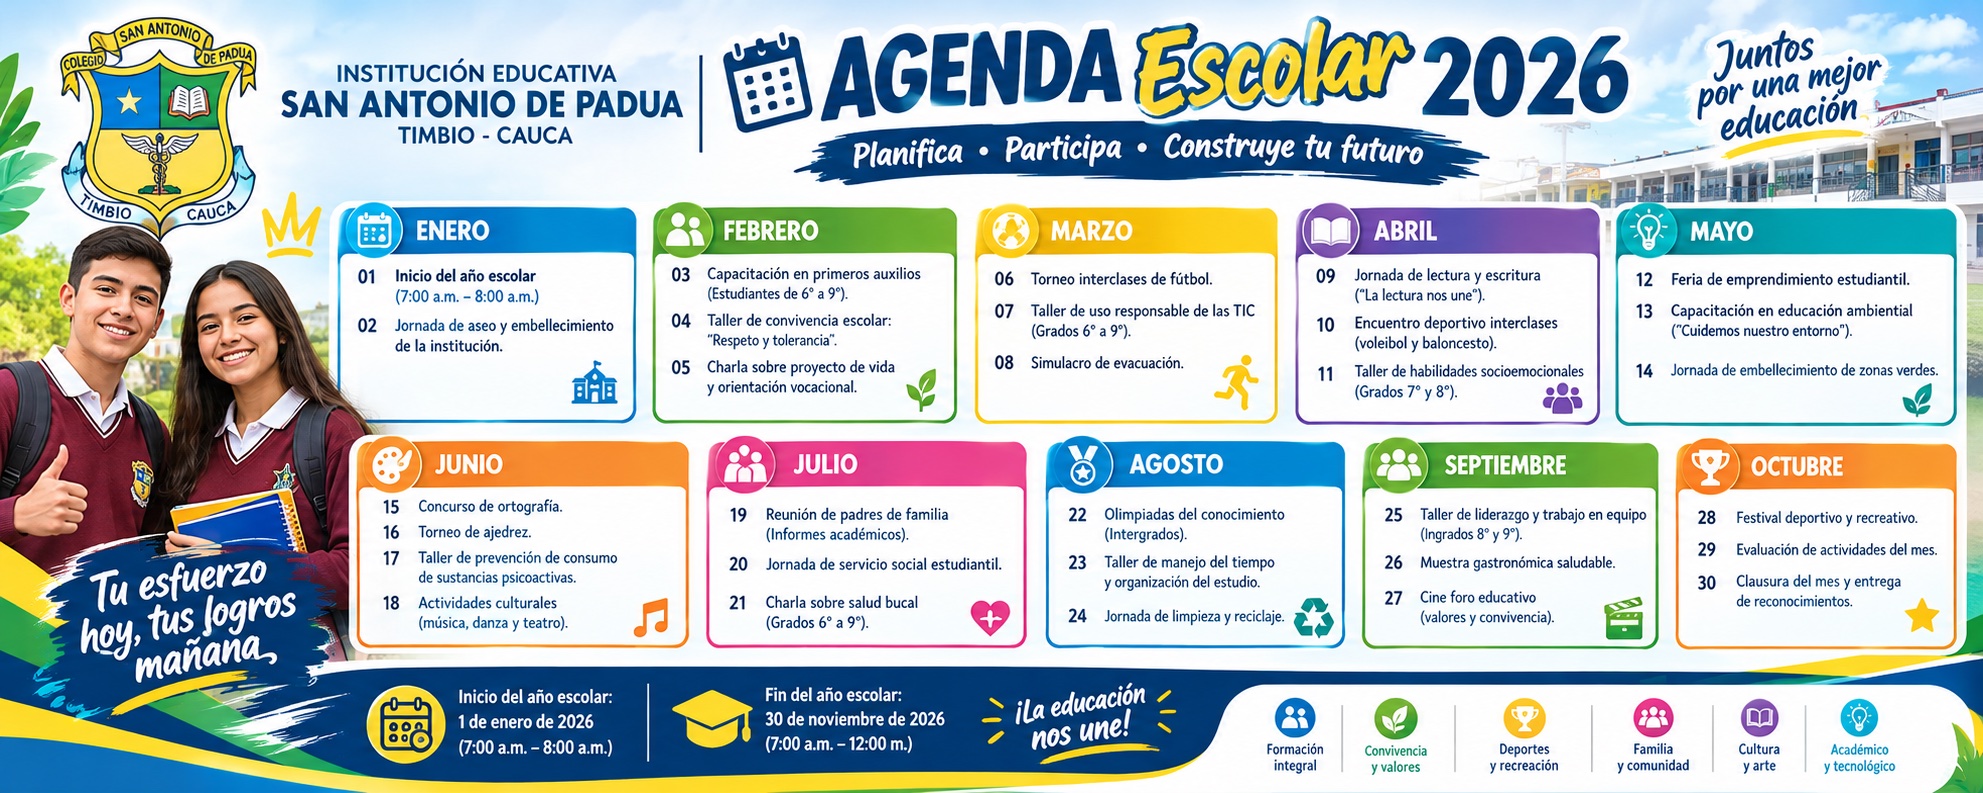 COLEGIO SAN ANTONIO DE PADUA
TIMBIO CAUCA
INSTITUCIÓN EDUCATIVA
SAN ANTONIO DE PADUA
TIMBIO - CAUCA
AGENDA Escolar 2026
Planifica • Participa • Construye tu futuro
Juntos
por una mejor
educación
ENERO
01 Inicio del año escolar
(7:00 a.m. – 8:00 a.m.)
02 Jornada de aseo y embellecimiento
de la institución.
FEBRERO
03 Capacitación en primeros auxilios
(Estudiantes de 6° a 9°).
04 Taller de convivencia escolar:
"Respeto y tolerancia".
05 Charla sobre proyecto de vida
y orientación vocacional.
MARZO
06 Torneo interclases de fútbol.
07 Taller de uso responsable de las TIC
(Grados 6° a 9°).
08 Simulacro de evacuación.
ABRIL
09 Jornada de lectura y escritura
("La lectura nos une").
10 Encuentro deportivo interclases
(voleibol y baloncesto).
11 Taller de habilidades socioemocionales
(Grados 7° y 8°).
MAYO
12 Feria de emprendimiento estudiantil.
13 Capacitación en educación ambiental
("Cuidemos nuestro entorno").
14 Jornada de embellecimiento de zonas verdes.
JUNIO
15 Concurso de ortografía.
16 Torneo de ajedrez.
17 Taller de prevención de consumo
de sustancias psicoactivas.
18 Actividades culturales
(música, danza y teatro).
JULIO
19 Reunión de padres de familia
(Informes académicos).
20 Jornada de servicio social estudiantil.
21 Charla sobre salud bucal
(Grados 6° a 9°).
AGOSTO
22 Olimpiadas del conocimiento
(Intergrados).
23 Taller de manejo del tiempo
y organización del estudio.
24 Jornada de limpieza y reciclaje.
SEPTIEMBRE
25 Taller de liderazgo y trabajo en equipo
(Ingrados 8° y 9°).
26 Muestra gastronómica saludable.
27 Cine foro educativo
(valores y convivencia).
OCTUBRE
28 Festival deportivo y recreativo.
29 Evaluación de actividades del mes.
30 Clausura del mes y entrega
de reconocimientos.
Tu esfuerzo
hoy, tus logros
mañana
Inicio del año escolar:
1 de enero de 2026
(7:00 a.m. – 8:00 a.m.)
Fin del año escolar:
30 de noviembre de 2026
(7:00 a.m. – 12:00 m.)
¡La educación
nos une!
Formación
integral
Convivencia
y valores
Deportes
y recreación
Familia
y comunidad
Cultura
y arte
Académico
y tecnológico